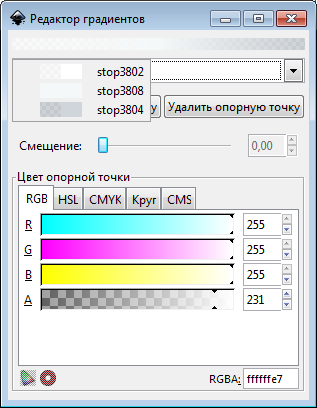 Редактор градиентов
stop3802
stop3808
stop3804
Удалить опорную точку
Смещение: 0,00
Цвет опорной точки
RGB HSL CMYK Круг CMS
R 255
G 255
B 255
A 231
RGBA: ffffffe7